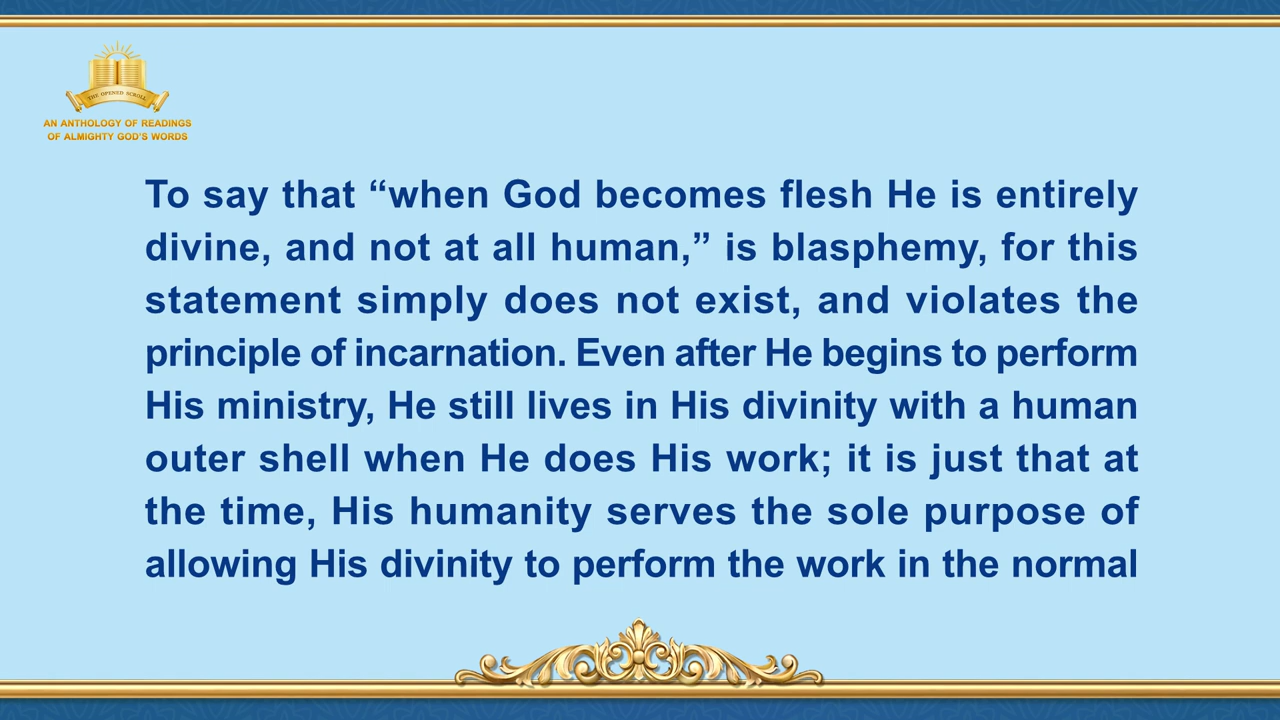 THE OPENED SCROLL
AN ANTHOLOGY OF READINGS
OF ALMIGHTY GOD'S WORDS
To say that “when God becomes flesh He is entirely
divine, and not at all human,” is blasphemy, for this
statement simply does not exist, and violates the
principle of incarnation. Even after He begins to perform
His ministry, He still lives in His divinity with a human
outer shell when He does His work; it is just that at
the time, His humanity serves the sole purpose of
allowing His divinity to perform the work in the normal